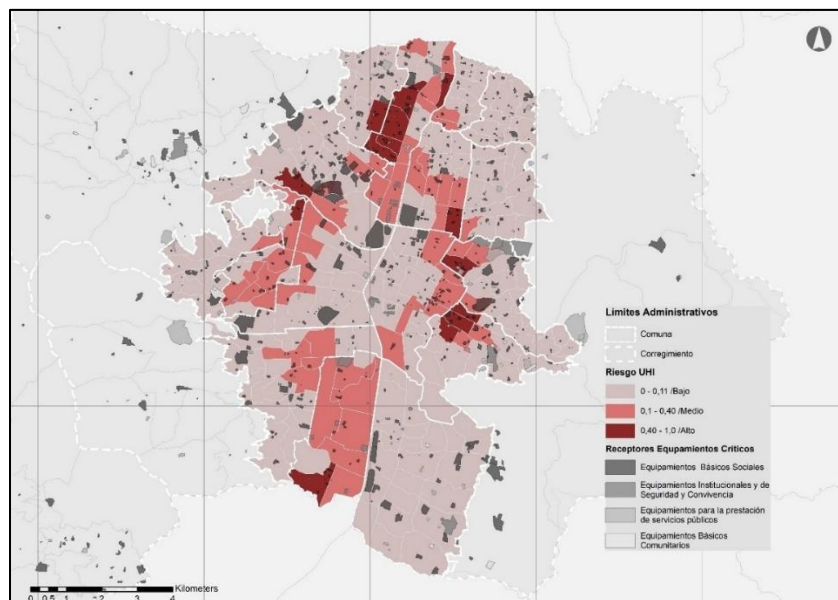 Límites Administrativos
Comuna
Corregimiento
Riesgo UHI
0 - 0,11 /Bajo
0,1 - 0,40 /Medio
0,40 - 1,0 /Alto
Receptores Equpamientos Críticos
Equipamientos Básicos Sociales
Equipamientos Institucionales y de
Seguridad y Convivencia
Equipamientos para la prestación
de servicios públicos
Equipamientos Básicos
Comunitarios
Kilometers
0 0,5 1 2 3 4